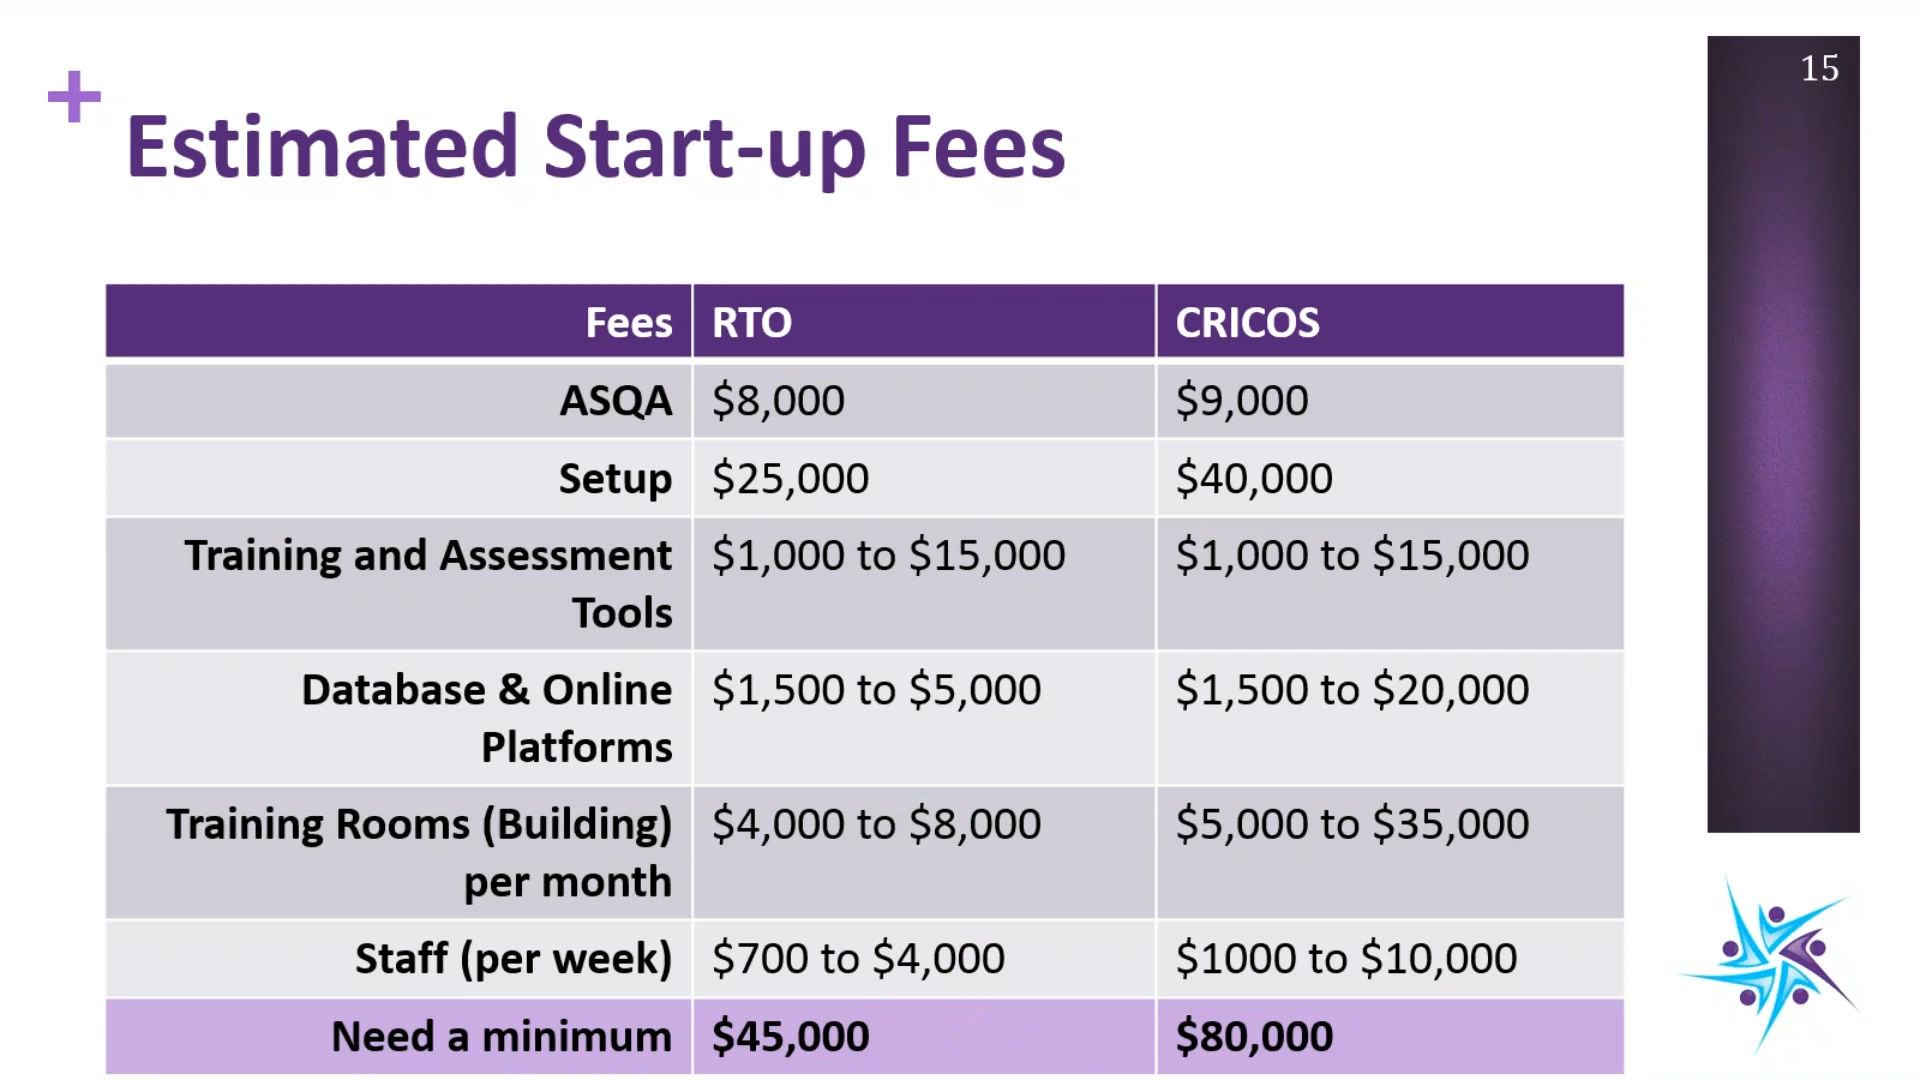 15
+
Estimated Start-up Fees
Fees RTO CRICOS
ASQA $8,000 $9,000
Setup $25,000 $40,000
Training and Assessment $1,000 to $15,000 $1,000 to $15,000
Tools
Database & Online $1,500 to $5,000 $1,500 to $20,000
Platforms
Training Rooms (Building) $4,000 to $8,000 $5,000 to $35,000
per month
Staff (per week) $700 to $4,000 $1000 to $10,000
Need a minimum $45,000 $80,000